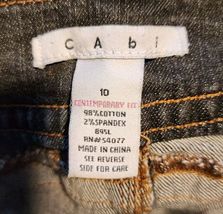 cAbi
10
CONTEMPORARY FIT
98%COTTON
2%SPANDEX
895L
RN#54077
MADE IN CHINA
SEE REVERSE
SIDE FOR CARE